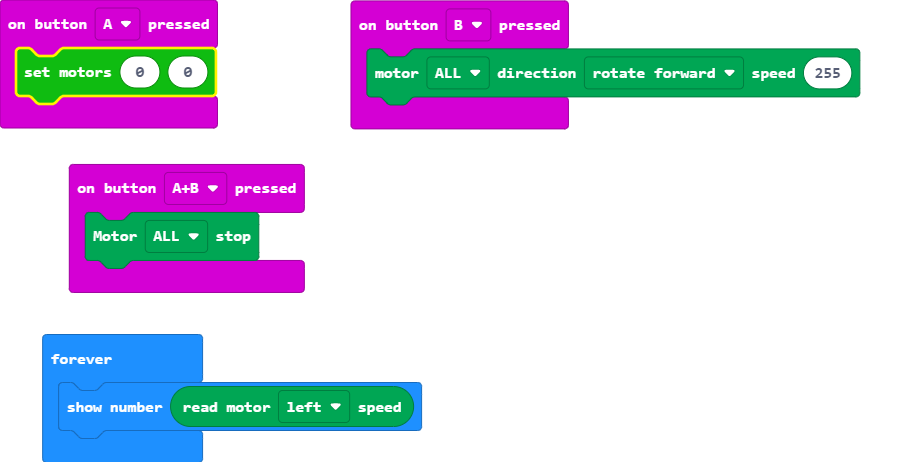 on button A pressed
set motors 0 0
on button B pressed
motor ALL direction rotate forward speed 255
on button A+B pressed
Motor ALL stop
forever
show number read motor left speed